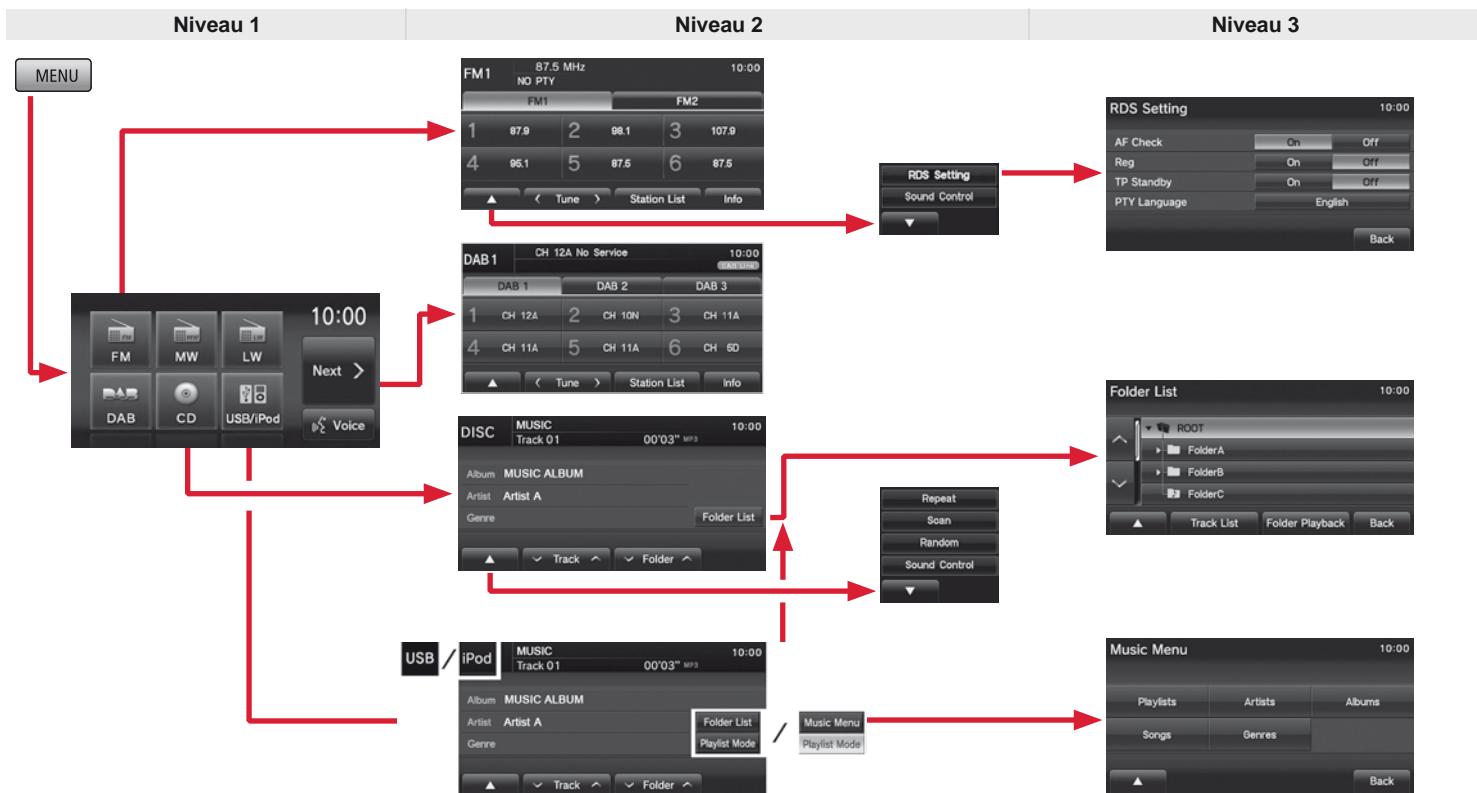 Niveau 1
Niveau 2
Niveau 3
MENU
10:00
FM
MW
LW
Next
DAB
CD
USB/iPod
Voice
FM1
87.5 MHz
10:00
NO PTY
FM1 FM2
1 87.9 2 98.1 3 107.9
4 95.1 5 87.5 6 87.5
▲ < Tune > Station List Info
RDS Setting
Sound Control
▼
RDS Setting 10:00
AF Check On Off
Reg On Off
TP Standby On Off
PTY Language English
Back
DAB1 CH 12A No Service 10:00
DAB Link
DAB 1 DAB 2 DAB 3
1 CH 12A 2 CH 10N 3 CH 11A
4 CH 11A 5 CH 11A 6 CH 5D
▲ < Tune > Station List Info
DISC MUSIC 10:00
Track 01 00'03" MP3
Album MUSIC ALBUM
Artist Artist A
Genre Folder List
▲ Track Folder
Repeat
Scan
Random
Sound Control
▼
Folder List 10:00
ROOT
FolderA
FolderB
FolderC
▲ Track List Folder Playback Back
USB / iPod MUSIC 10:00
Track 01 00'03" MP3
Album MUSIC ALBUM
Artist Artist A Folder List / Music Menu
Genre Playlist Mode Playlist Mode
▲ Track Folder
Music Menu 10:00
Playlists Artists Albums
Songs Genres
▲ Back